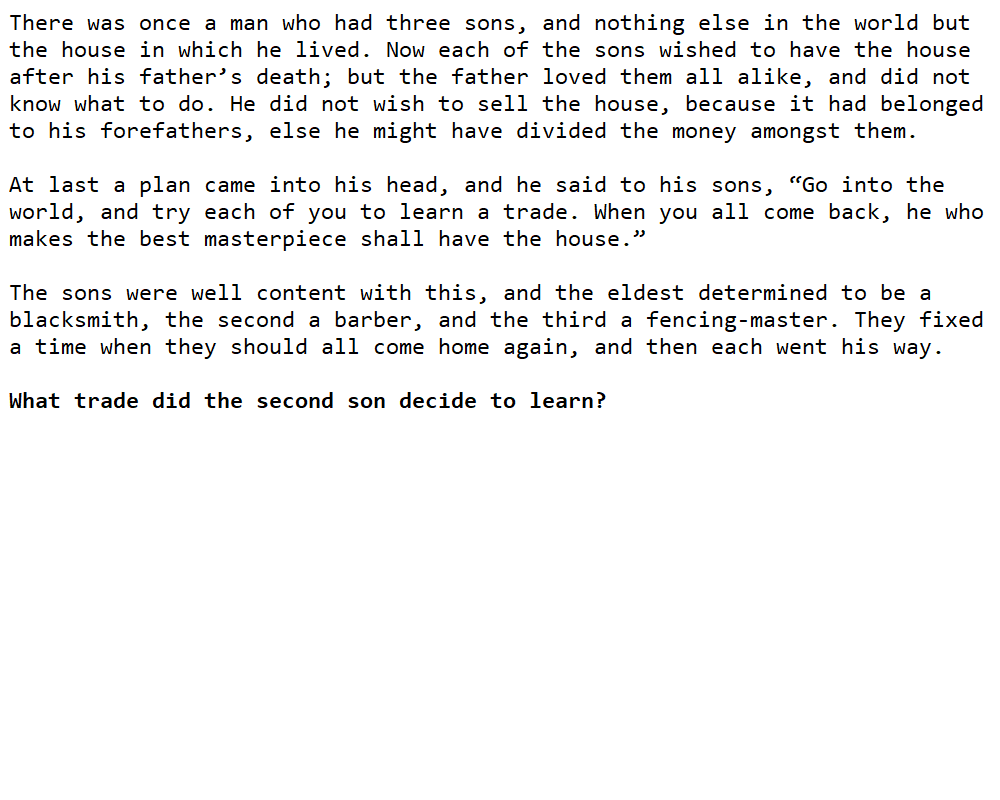 There was once a man who had three sons, and nothing else in the world but
the house in which he lived. Now each of the sons wished to have the house
after his father’s death; but the father loved them all alike, and did not
know what to do. He did not wish to sell the house, because it had belonged
to his forefathers, else he might have divided the money amongst them.

At last a plan came into his head, and he said to his sons, “Go into the
world, and try each of you to learn a trade. When you all come back, he who
makes the best masterpiece shall have the house.”

The sons were well content with this, and the eldest determined to be a
blacksmith, the second a barber, and the third a fencing-master. They fixed
a time when they should all come home again, and then each went his way.

What trade did the second son decide to learn?